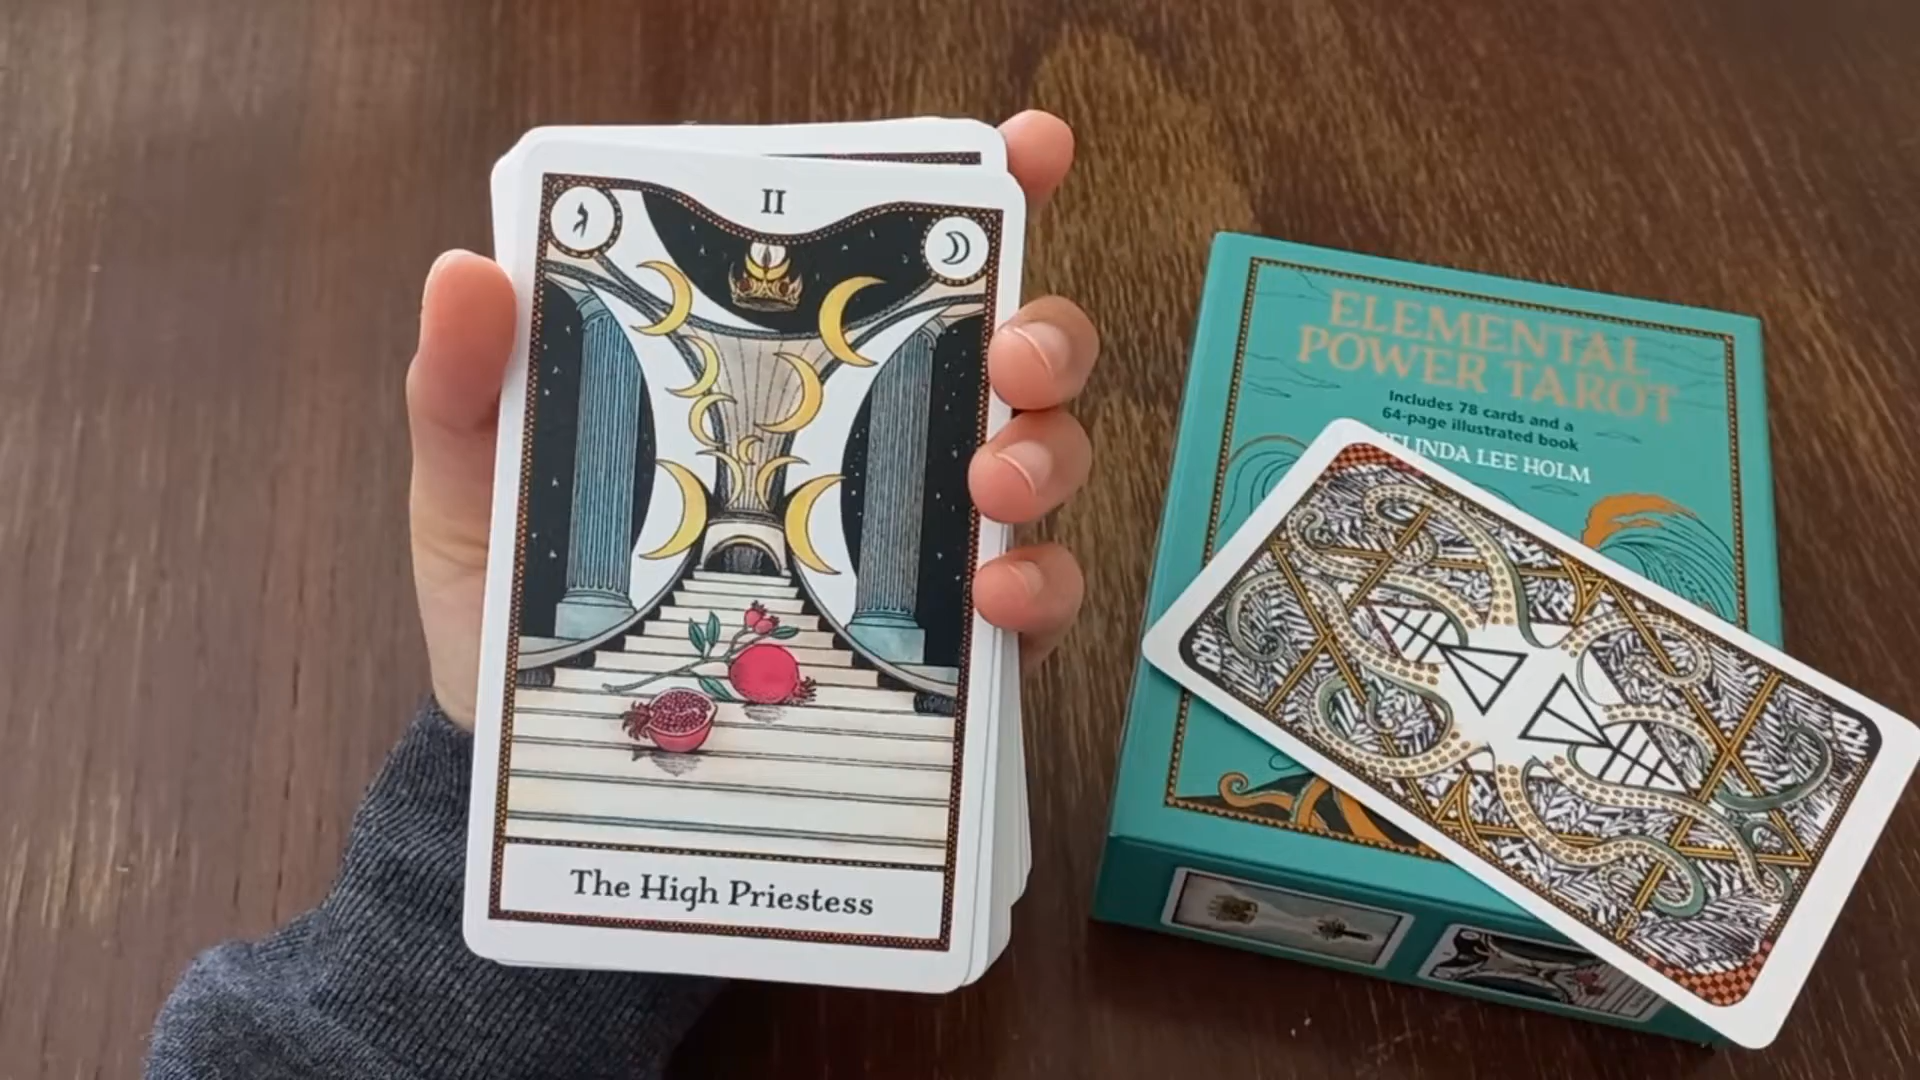 II
ג
The High Priestess
ELEMENTAL
POWER TAROT
Includes 78 cards and a
64-page illustrated book
LINDA LEE HOLM